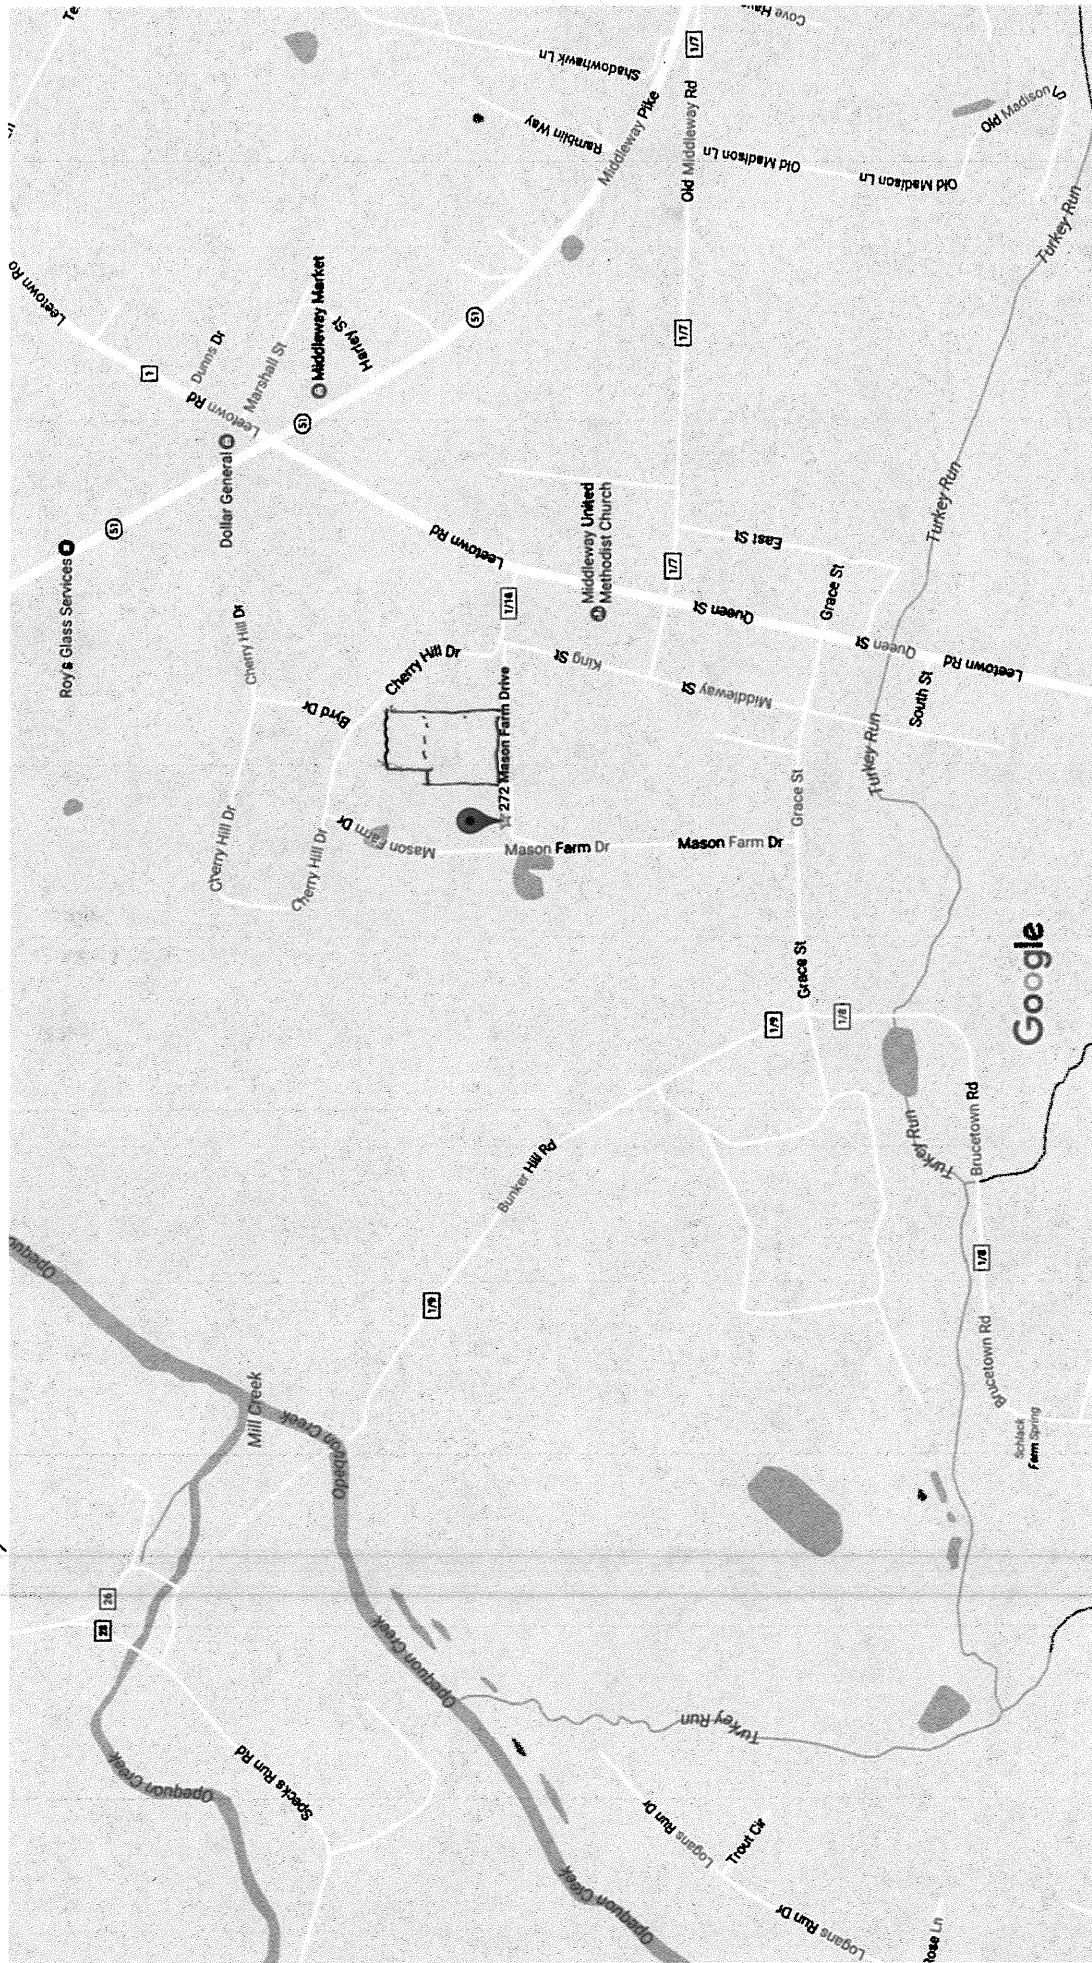 Cove Hav
Shadowhawk Ln
1/7
Middleway Pike
Old Middleway Rd
Ramblin Way
Old Madison
Old Madison Ln
Old Madison Ln
Turkey Run
Leetown Rd
Middleway Market
Harley St
51
1/7
Dunns Dr
Marshall St
1
Leetown Rd
Leetown Rd
51
Dollar General
51
Roy's Glass Services
Leetown Rd
Middleway United
Methodist Church
East St
Turkey Run
1/7
Grace St
1/16
Queen St
Queen St
Leetown Rd
Cherry Hill Dr
Cherry Hill Dr
King St
Middleway St
South St
Byrd Dr
272 Mason Farm Drive
Turkey Run
Grace St
Cherry Hill Dr
Cherry Hill Dr
Mason Farm Dr
Mason Farm Dr
Mason Farm Dr
Grace St
Google
1/9
1/8
Bunker Hill Rd
Turkey Run
Brucetown Rd
1/8
1/9
Opequo
Mill Creek
Opequon Creek
Brucetown Rd
Schlack
Farm Spring
26
28
Opequon Creek
Turkey Run
Opequon Creek
Specks Run Rd
Logans Run Dr
Trout Cir
Opequon Creek
Logans Run Dr
Rose Ln